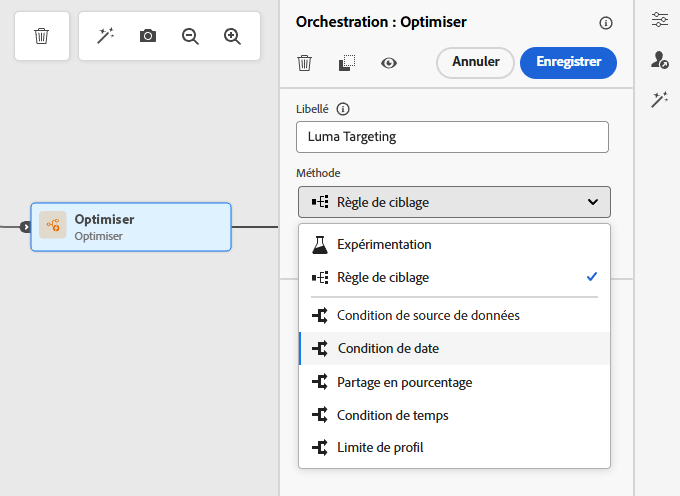 Orchestration : Optimiser
Annuler
Enregistrer
Libellé
Luma Targeting
Méthode
Règle de ciblage
Optimiser
Optimiser
Expérimentation
Règle de ciblage
Condition de source de données
Condition de date
Partage en pourcentage
Condition de temps
Limite de profil